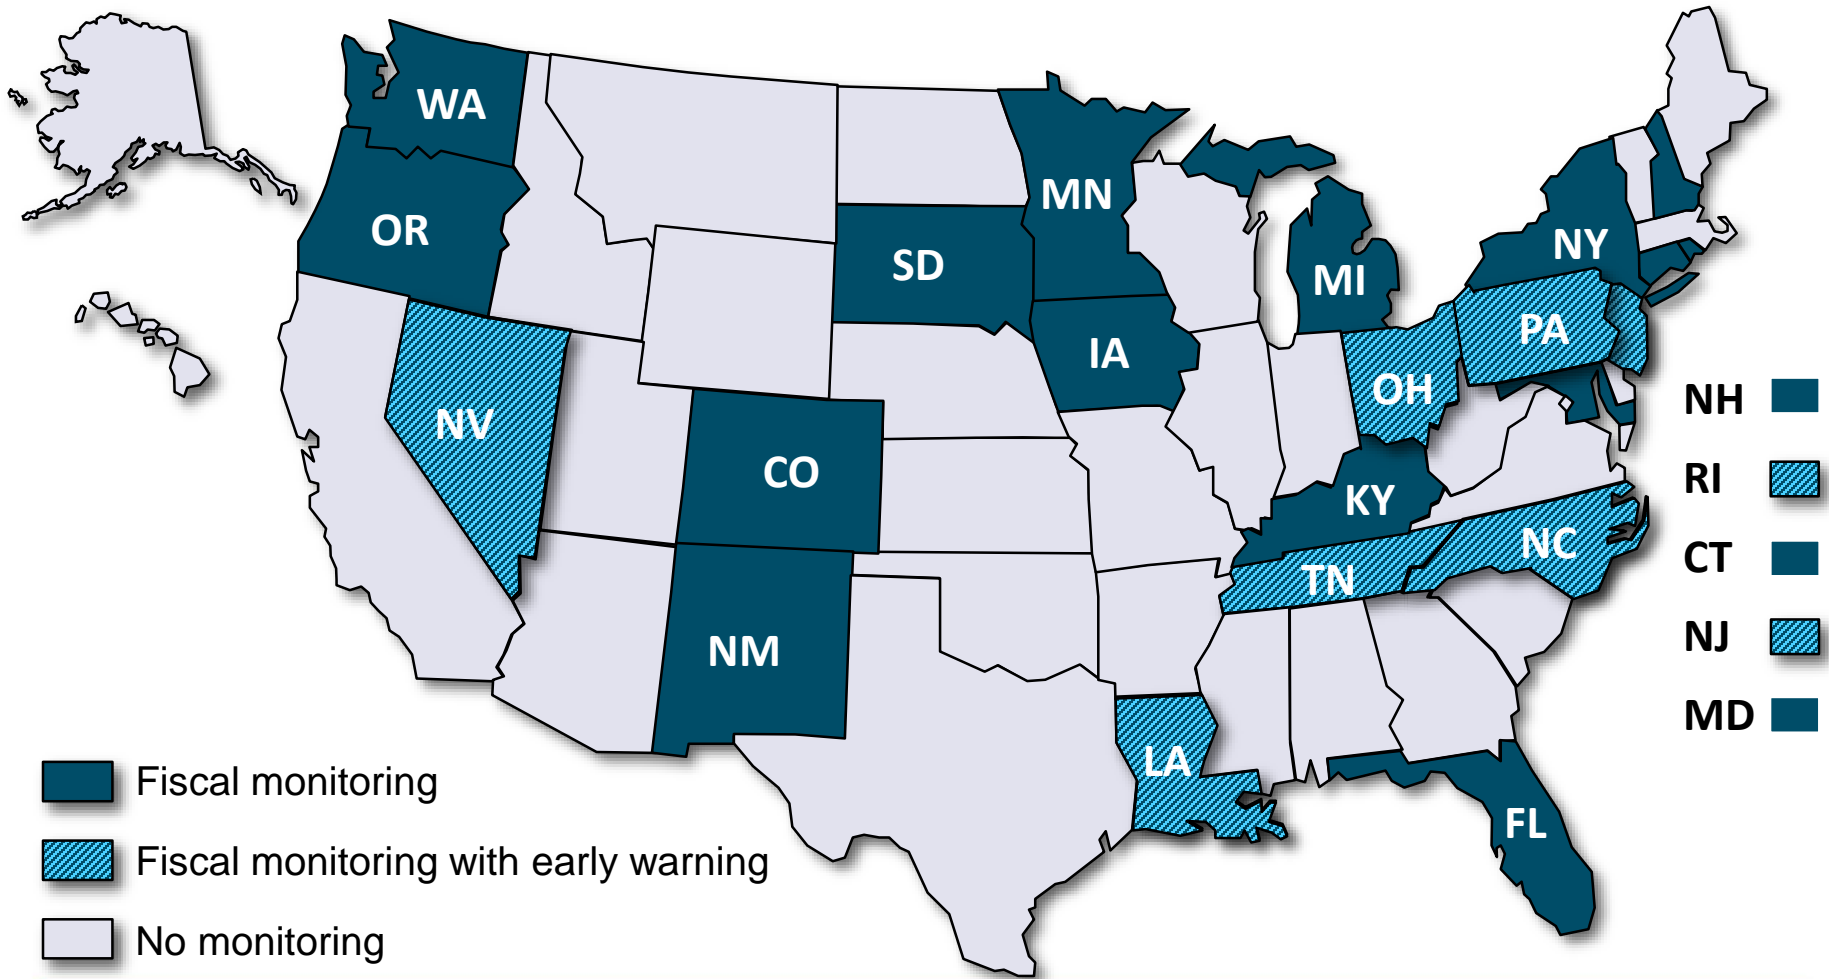 WA
MN
OR
NY
SD
MI
PA
IA
OH
NH
NV
CO
RI
KY
NC
CT
TN
NJ
NM
MD
LA
FL
Fiscal monitoring
Fiscal monitoring with early warning
No monitoring